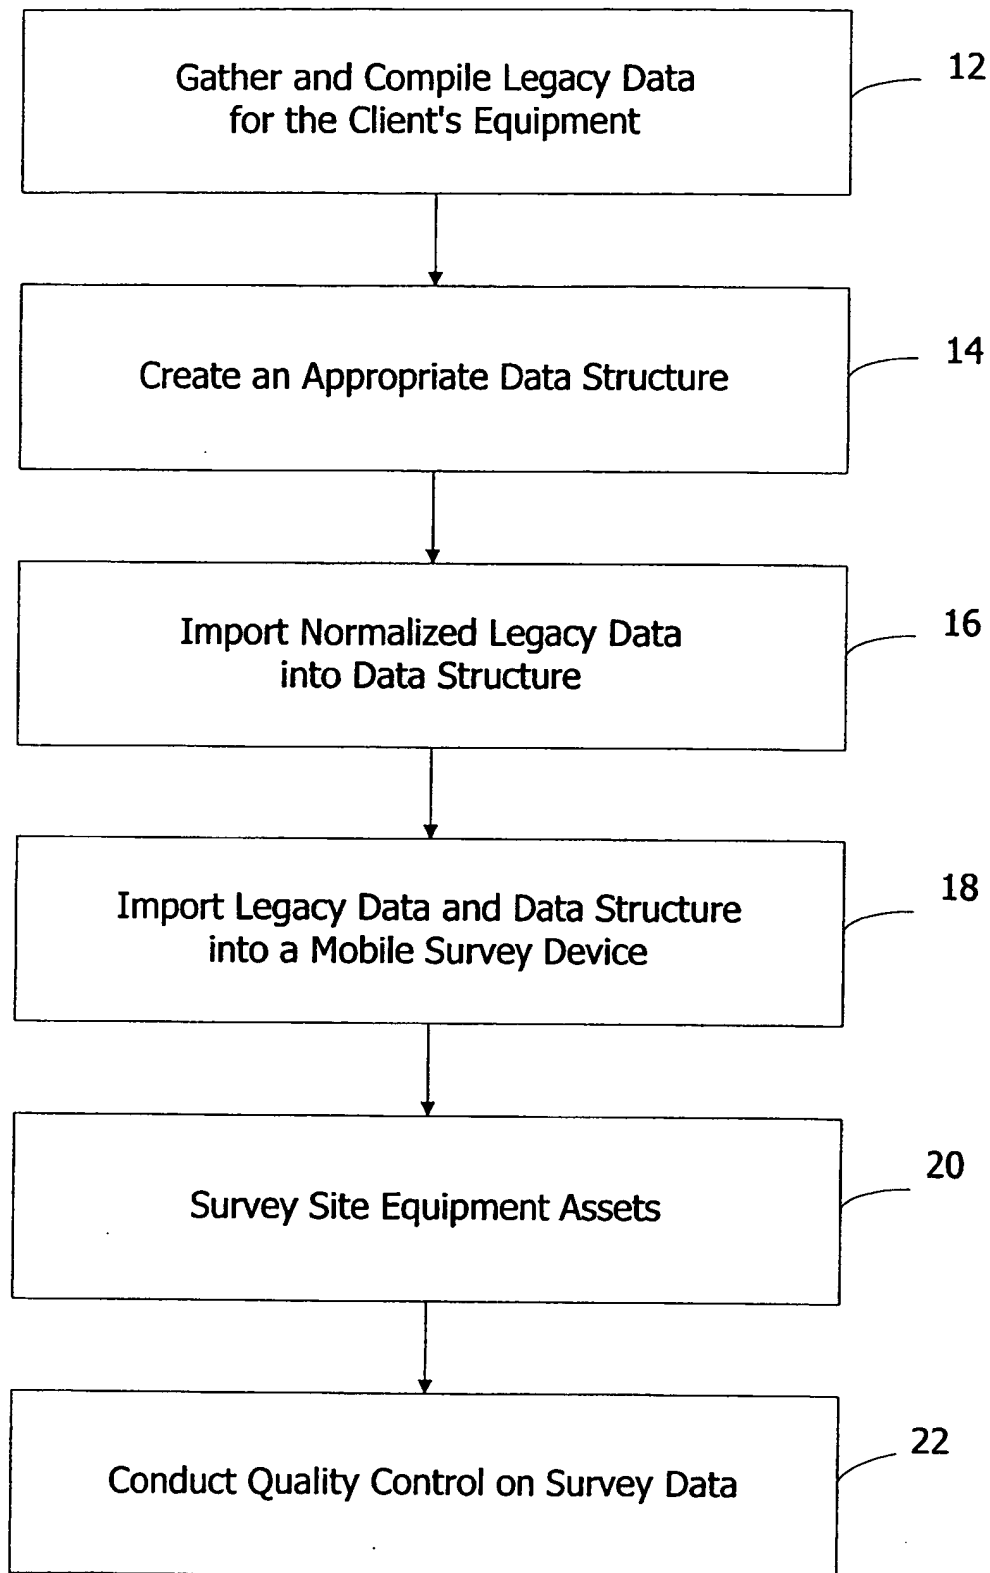 Gather and Compile Legacy Data
for the Client's Equipment
12
Create an Appropriate Data Structure
14
Import Normalized Legacy Data
into Data Structure
16
Import Legacy Data and Data Structure
into a Mobile Survey Device
18
Survey Site Equipment Assets
20
Conduct Quality Control on Survey Data
22